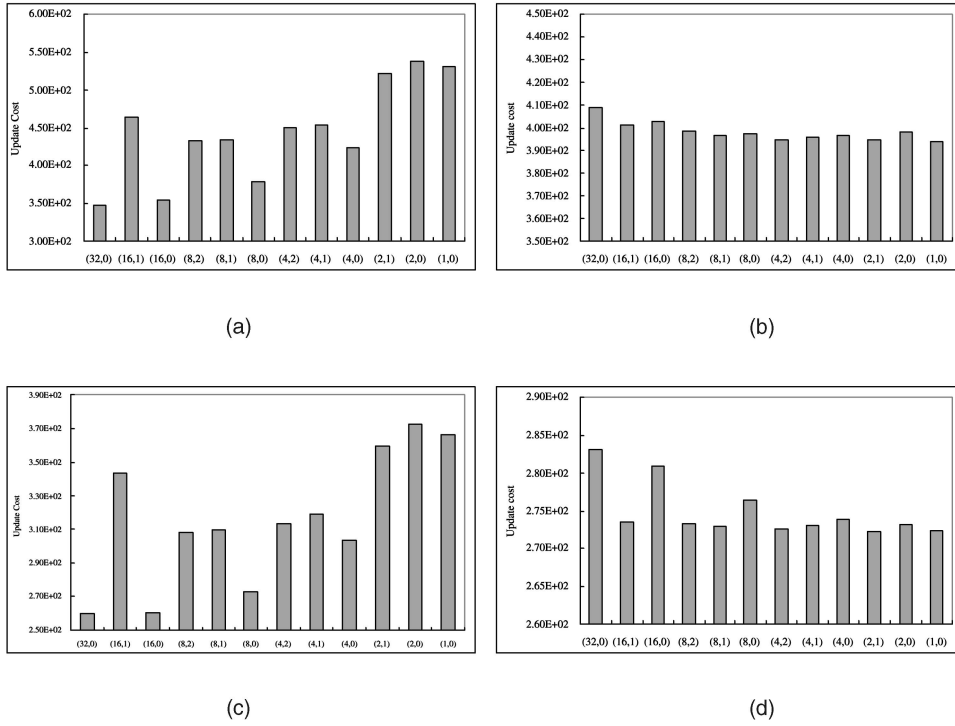 6.00E+02
5.50E+02
5.00E+02
4.50E+02
4.00E+02
3.50E+02
3.00E+02
Update Cost
(32,0) (16,1) (16,0) (8,2) (8,1) (8,0) (4,2) (4,1) (4,0) (2,1) (2,0) (1,0)
(a)
4.50E+02
4.40E+02
4.30E+02
4.20E+02
4.10E+02
4.00E+02
3.90E+02
3.80E+02
3.70E+02
3.60E+02
3.50E+02
Update cost
(32,0) (16,1) (16,0) (8,2) (8,1) (8,0) (4,2) (4,1) (4,0) (2,1) (2,0) (1,0)
(b)
3.90E+02
3.70E+02
3.50E+02
3.30E+02
3.10E+02
2.90E+02
2.70E+02
2.50E+02
Update Cost
(32,0) (16,1) (16,0) (8,2) (8,1) (8,0) (4,2) (4,1) (4,0) (2,1) (2,0) (1,0)
(c)
2.90E+02
2.85E+02
2.80E+02
2.75E+02
2.70E+02
2.65E+02
2.60E+02
Update cost
(32,0) (16,1) (16,0) (8,2) (8,1) (8,0) (4,2) (4,1) (4,0) (2,1) (2,0) (1,0)
(d)